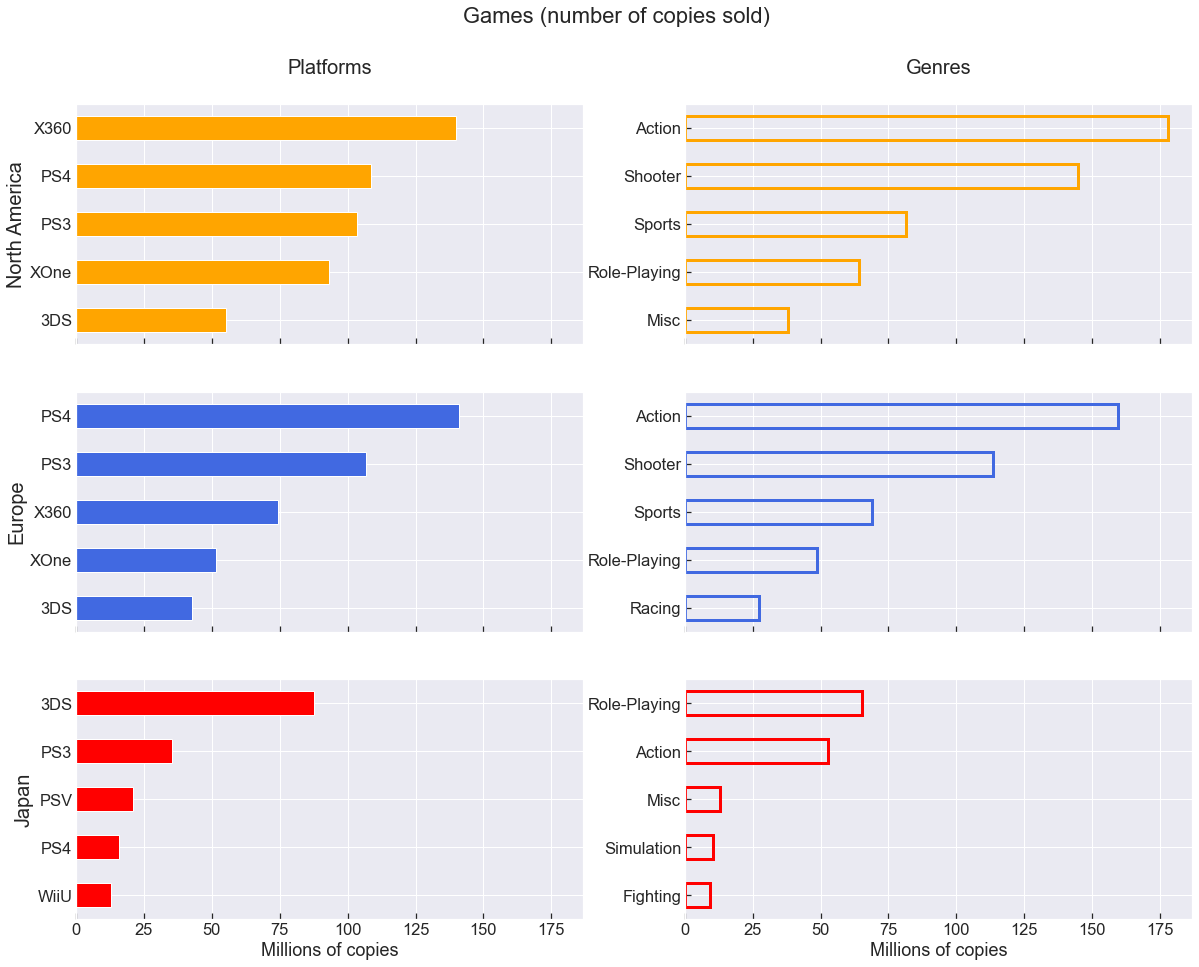 Games (number of copies sold)
Platforms
Genres
North America
X360
PS4
PS3
XOne
3DS
Action
Shooter
Sports
Role-Playing
Misc
Europe
PS4
PS3
X360
XOne
3DS
Action
Shooter
Sports
Role-Playing
Racing
Japan
3DS
PS3
PSV
PS4
WiiU
0 25 50 75 100 125 150 175
Millions of copies
Role-Playing
Action
Misc
Simulation
Fighting
0 25 50 75 100 125 150 175
Millions of copies